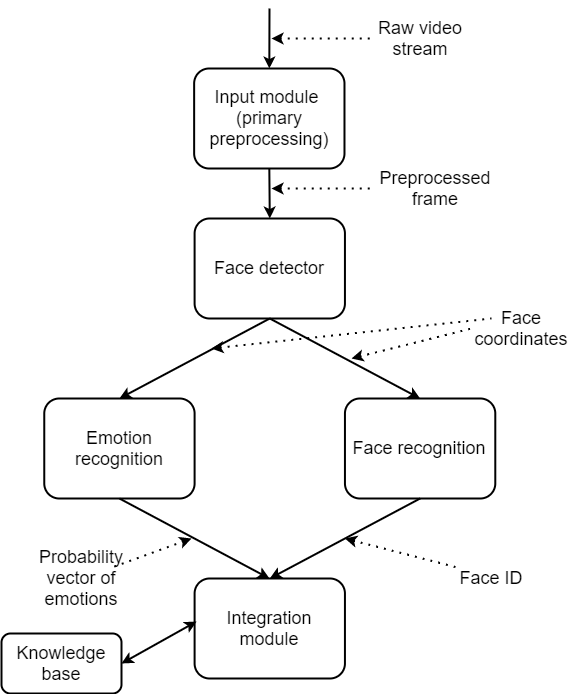 Raw video
stream
Input module
(primary
preprocessing)
Preprocessed
frame
Face detector
Face
coordinates
Emotion
recognition
Face recognition
Probability
vector of
emotions
Face ID
Integration
module
Knowledge
base